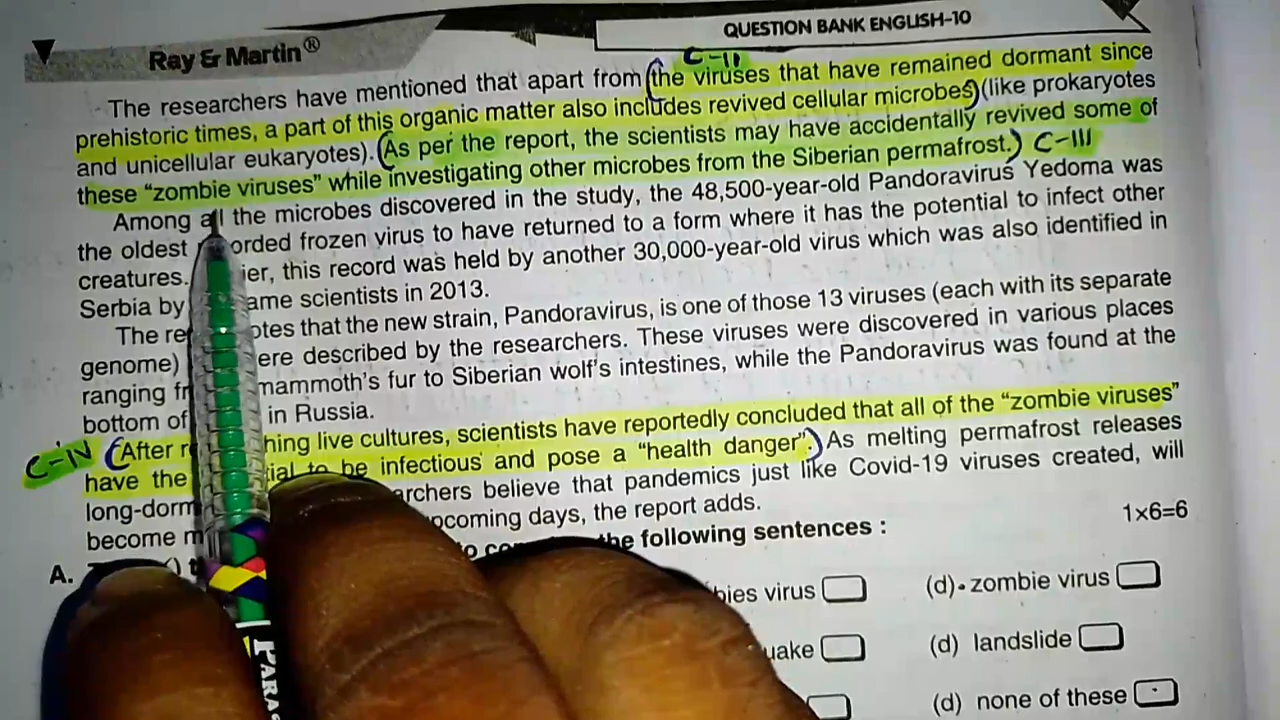 Ray & Martin®
QUESTION BANK ENGLISH-10
C-II
The researchers have mentioned that apart from (the viruses that have remained dormant since
prehistoric times, a part of this organic matter also includes revived cellular microbes) (like prokaryotes
and unicellular eukaryotes). (As per the report, the scientists may have accidentally revived some of
these “zombie viruses” while investigating other microbes from the Siberian permafrost.) C-III
Among all the microbes discovered in the study, the 48,500-year-old Pandoravirus Yedoma was
the oldest orded frozen virus to have returned to a form where it has the potential to infect other
creatures. ier, this record was held by another 30,000-year-old virus which was also identified in
Serbia by ame scientists in 2013.
The re otes that the new strain, Pandoravirus, is one of those 13 viruses (each with its separate
genome) ere described by the researchers. These viruses were discovered in various places
ranging fr mammoth's fur to Siberian wolf's intestines, while the Pandoravirus was found at the
bottom of in Russia.
C-IV (After r hing live cultures, scientists have reportedly concluded that all of the “zombie viruses”
have the tial to be infectious and pose a “health danger”.) As melting permafrost releases
long-dorm archers believe that pandemics just like Covid-19 viruses created, will
become m pcoming days, the report adds.
A. the following sentences : 1×6=6
bies virus (d) zombie virus
uake (d) landslide
(d) none of these
PARAS